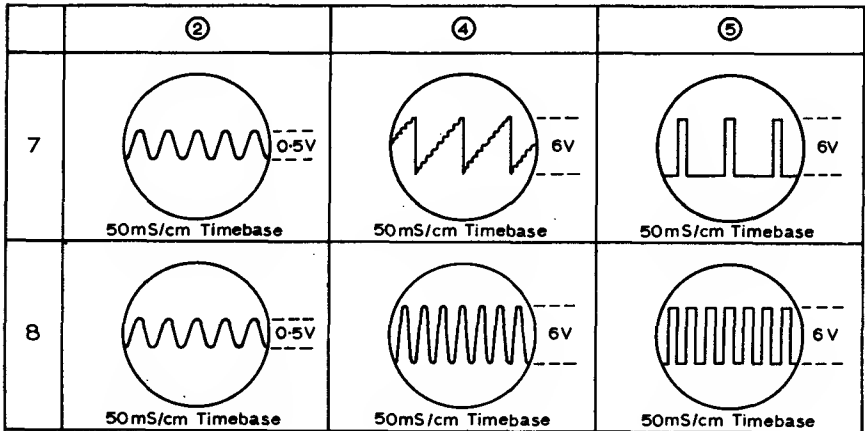 ② ④ ⑤
7 0·5V 6V 6V
50mS/cm Timebase 50mS/cm Timebase 50mS/cm Timebase
8 0·5V 6V 6V
50mS/cm Timebase 50mS/cm Timebase 50mS/cm Timebase